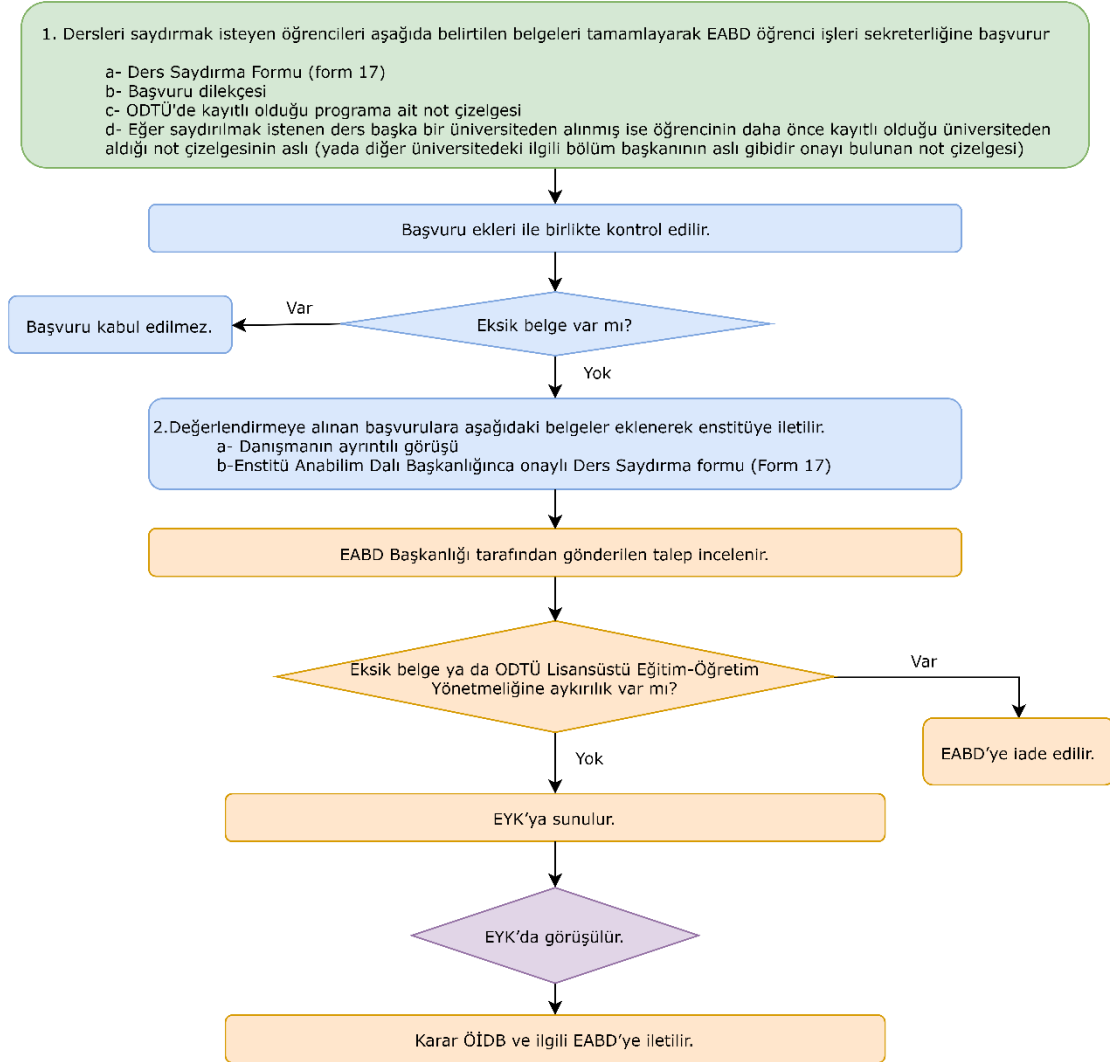 1. Dersleri saydırmak isteyen öğrencileri aşağıda belirtilen belgeleri tamamlayarak EABD öğrenci işleri sekreterliğine başvurur
a- Ders Saydırma Formu (form 17)
b- Başvuru dilekçesi
c- ODTÜ'de kayıtlı olduğu programa ait not çizelgesi
d- Eğer saydırılmak istenen ders başka bir üniversiteden alınmış ise öğrencinin daha önce kayıtlı olduğu üniversiteden
aldığı not çizelgesinin aslı (yada diğer üniversitedeki ilgili bölüm başkanının aslı gibidir onayı bulunan not çizelgesi)
Başvuru ekleri ile birlikte kontrol edilir.
Eksik belge var mı?
Var
Başvuru kabul edilmez.
Yok
2.Değerlendirmeye alınan başvurulara aşağıdaki belgeler eklenerek enstitüye iletilir.
a- Danışmanın ayrıntılı görüşü
b-Enstitü Anabilim Dalı Başkanlığınca onaylı Ders Saydırma formu (Form 17)
EABD Başkanlığı tarafından gönderilen talep incelenir.
Eksik belge ya da ODTÜ Lisansüstü Eğitim-Öğretim
Yönetmeliğine aykırılık var mı?
Var
EABD’ye iade edilir.
Yok
EYK’ya sunulur.
EYK’da görüşülür.
Karar ÖİDB ve ilgili EABD’ye iletilir.